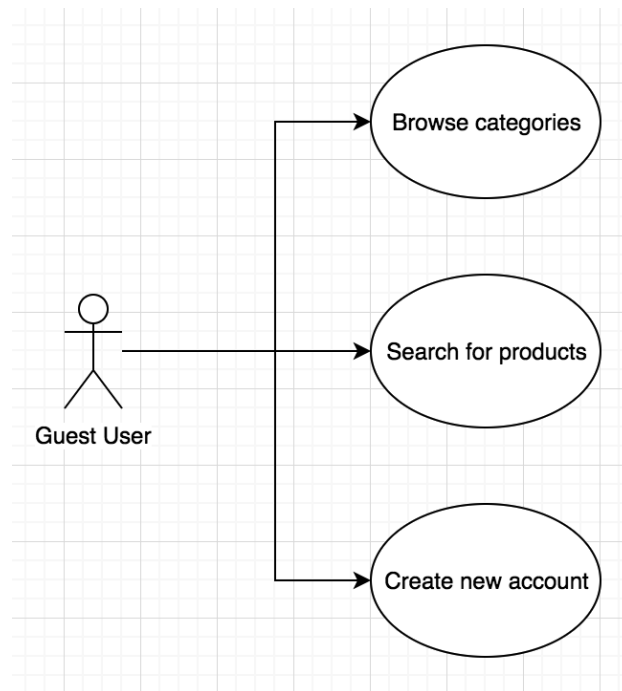 Browse categories
Search for products
Guest User
Create new account